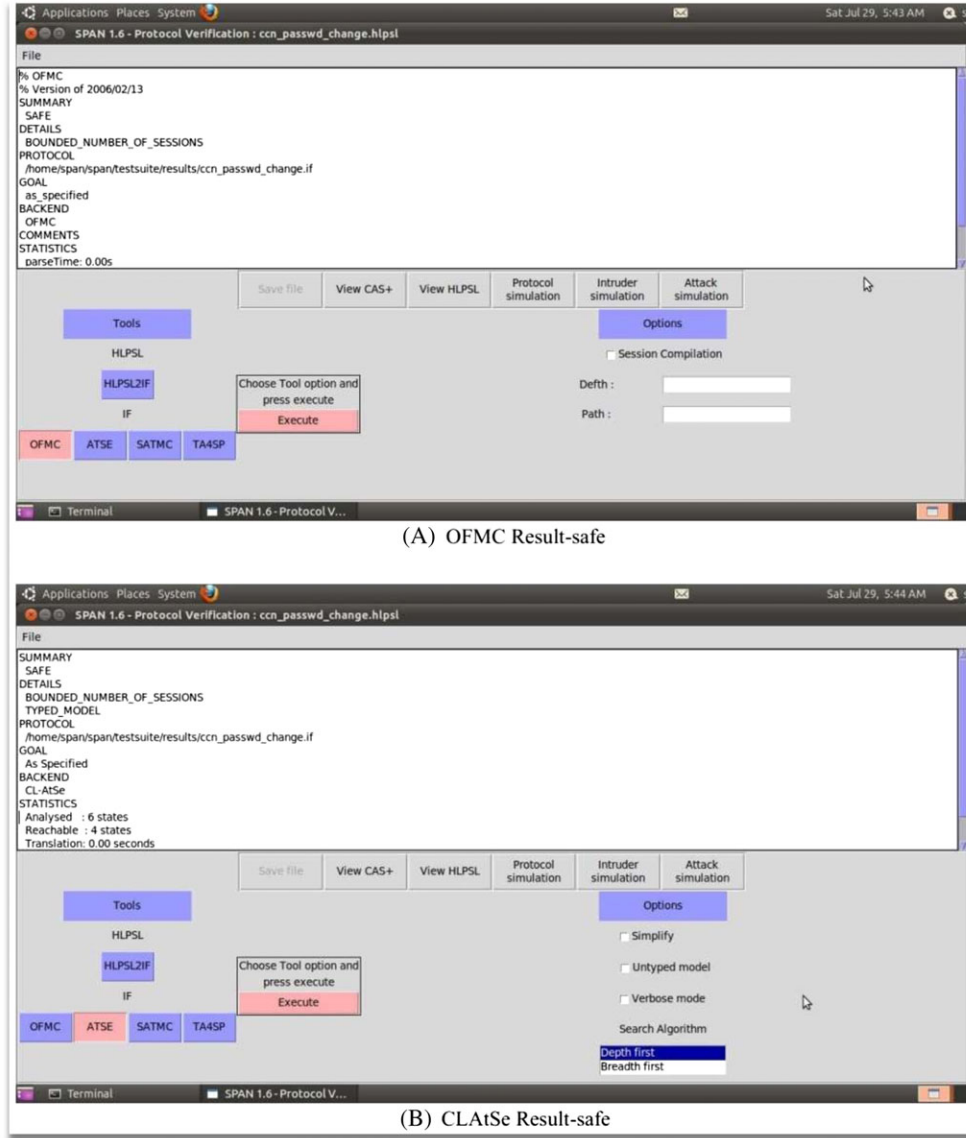 Applications Places System
Sat Jul 29, 5:43 AM
SPAN 1.6 - Protocol Verification : ccn_passwd_change.hlpsl
File
% OFMC
% Version of 2006/02/13
SUMMARY
SAFE
DETAILS
BOUNDED_NUMBER_OF_SESSIONS
PROTOCOL
/home/span/span/testsuite/results/ccn_passwd_change.if
GOAL
as_specified
BACKEND
OFMC
COMMENTS
STATISTICS
parseTime: 0.00s
Save file
View CAS+
View HLPSL
Protocol simulation
Intruder simulation
Attack simulation
Tools
Options
HLPSL
Session Compilation
HLPSL2IF
Choose Tool option and
press execute
Defth :
IF
Execute
Path :
OFMC ATSE SATMC TA4SP
Terminal
SPAN 1.6 - Protocol V...
(A) OFMC Result-safe
Applications Places System
Sat Jul 29, 5:44 AM
SPAN 1.6 - Protocol Verification : ccn_passwd_change.hlpsl
File
SUMMARY
SAFE
DETAILS
BOUNDED_NUMBER_OF_SESSIONS
TYPED_MODEL
PROTOCOL
/home/span/span/testsuite/results/ccn_passwd_change.if
GOAL
As Specified
BACKEND
CL-AtSe
STATISTICS
Analysed : 6 states
Reachable : 4 states
Translation: 0.00 seconds
Save file
View CAS+
View HLPSL
Protocol simulation
Intruder simulation
Attack simulation
Tools
Options
HLPSL
Simplify
HLPSL2IF
Choose Tool option and
press execute
Untyped model
IF
Execute
Verbose mode
OFMC ATSE SATMC TA4SP
Search Algorithm
Depth first
Breadth first
Terminal
SPAN 1.6 - Protocol V...
(B) CLAtSe Result-safe